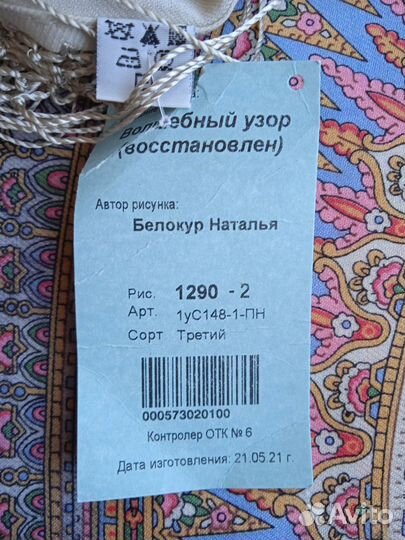 Волшебный узор
(восстановлен)
Автор рисунка:
Белокур Наталья
Рис. 1290 - 2
Арт. 1уС148-1-ПН
Сорт Третий
000573020100
Контролер ОТК № 6
Дата изготовления: 21.05.21 г.
Avito